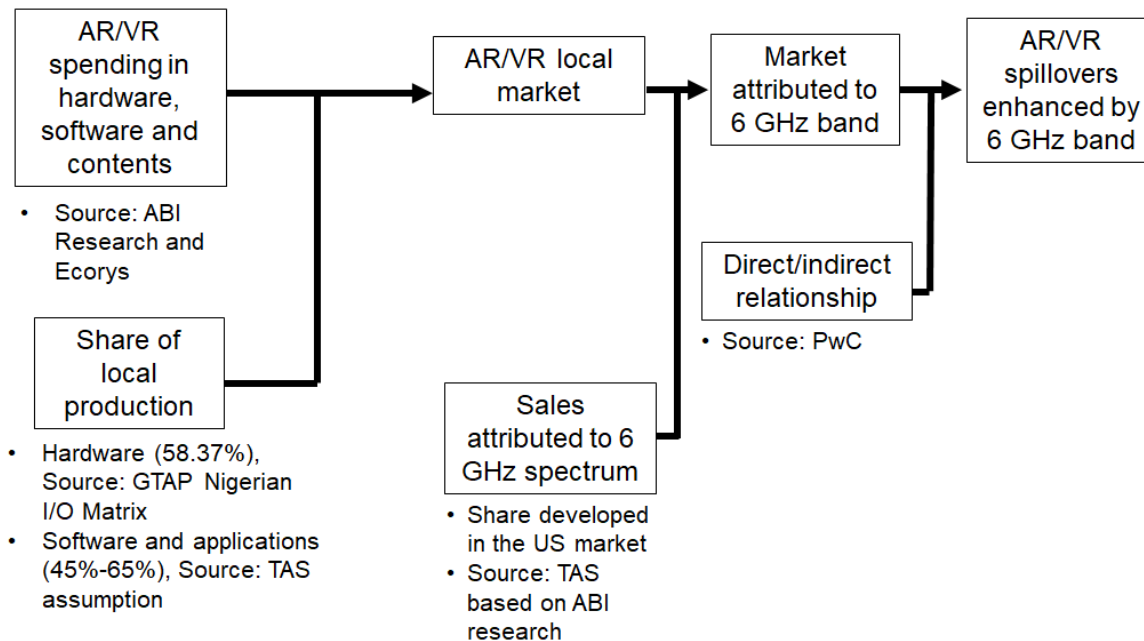 AR/VR
spending in
hardware,
software and
contents
• Source: ABI
Research and
Ecorys
Share of
local
production
• Hardware (58.37%),
Source: GTAP Nigerian
I/O Matrix
• Software and applications
(45%-65%), Source: TAS
assumption
AR/VR local
market
Sales
attributed to 6
GHz spectrum
• Share developed
in the US market
• Source: TAS
based on ABI
research
Market
attributed to
6 GHz band
Direct/indirect
relationship
• Source: PwC
AR/VR
spillovers
enhanced by
6 GHz band